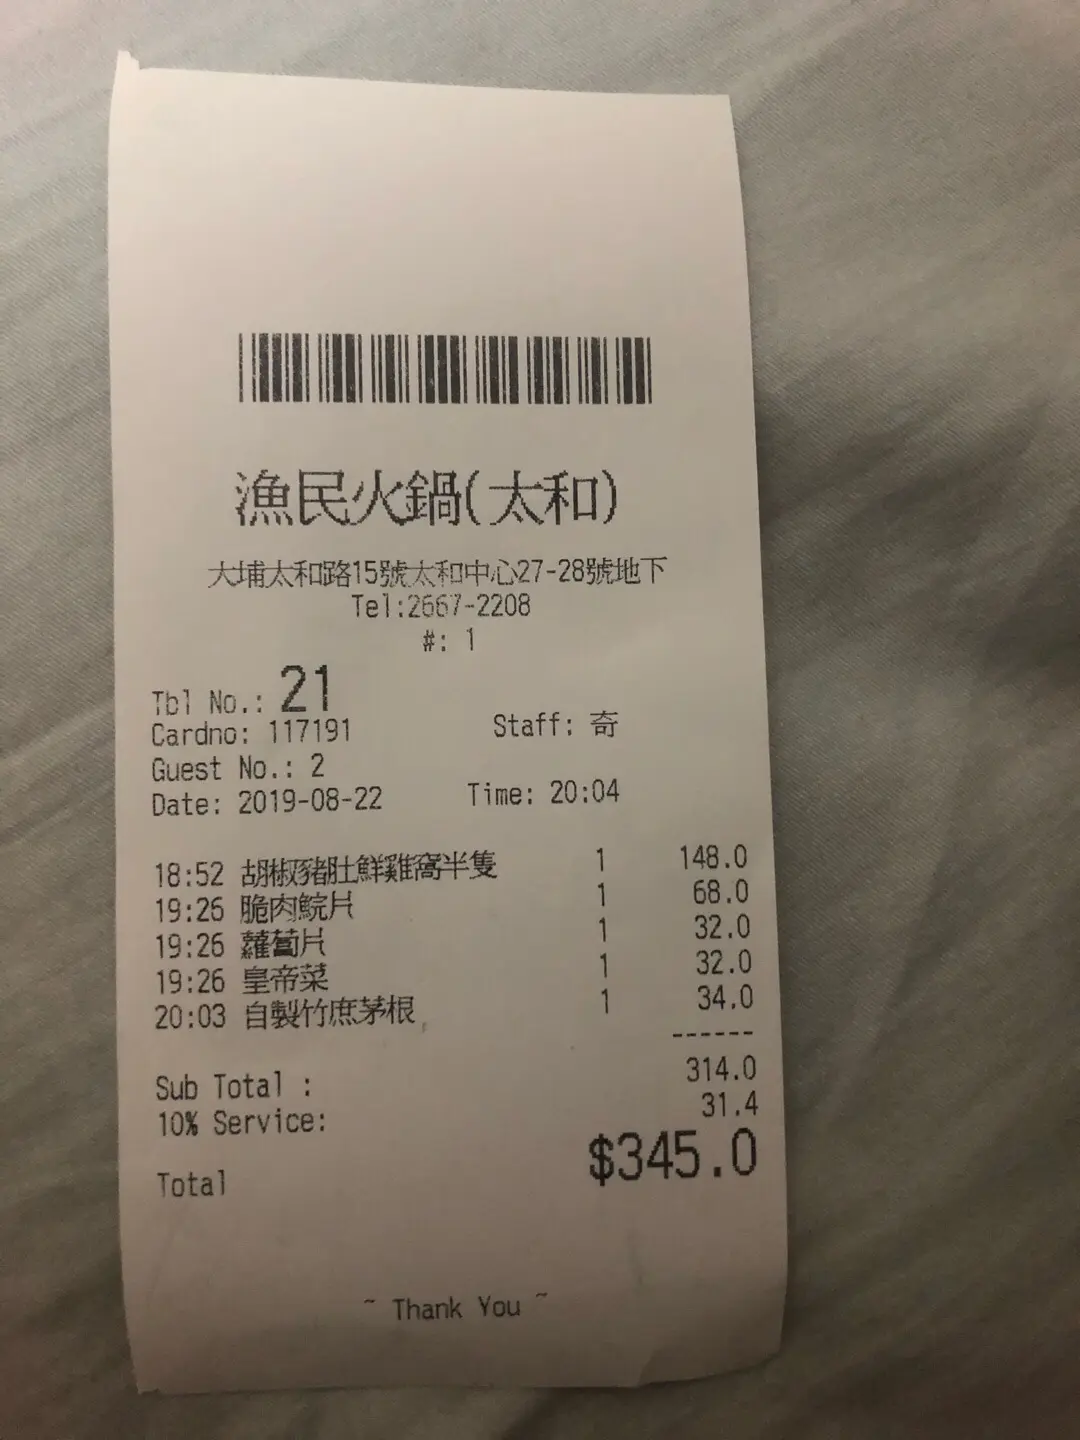 漁民火鍋(太和)
大埔太和路15號太和中心27-28號地下
Tel:2667-2208
#: 1
Tbl No.: 21
Cardno: 117191 Staff: 奇
Guest No.: 2
Date: 2019-08-22 Time: 20:04
18:52 胡椒豬肚鮮雞窩半隻 1 148.0
19:26 脆肉鯇片 1 68.0
19:26 蘿蔔片 1 32.0
19:26 皇帝菜 1 32.0
20:03 自製竹庶茅根 1 34.0
------
Sub Total : 314.0
10% Service: 31.4
Total $345.0
~ Thank You ~